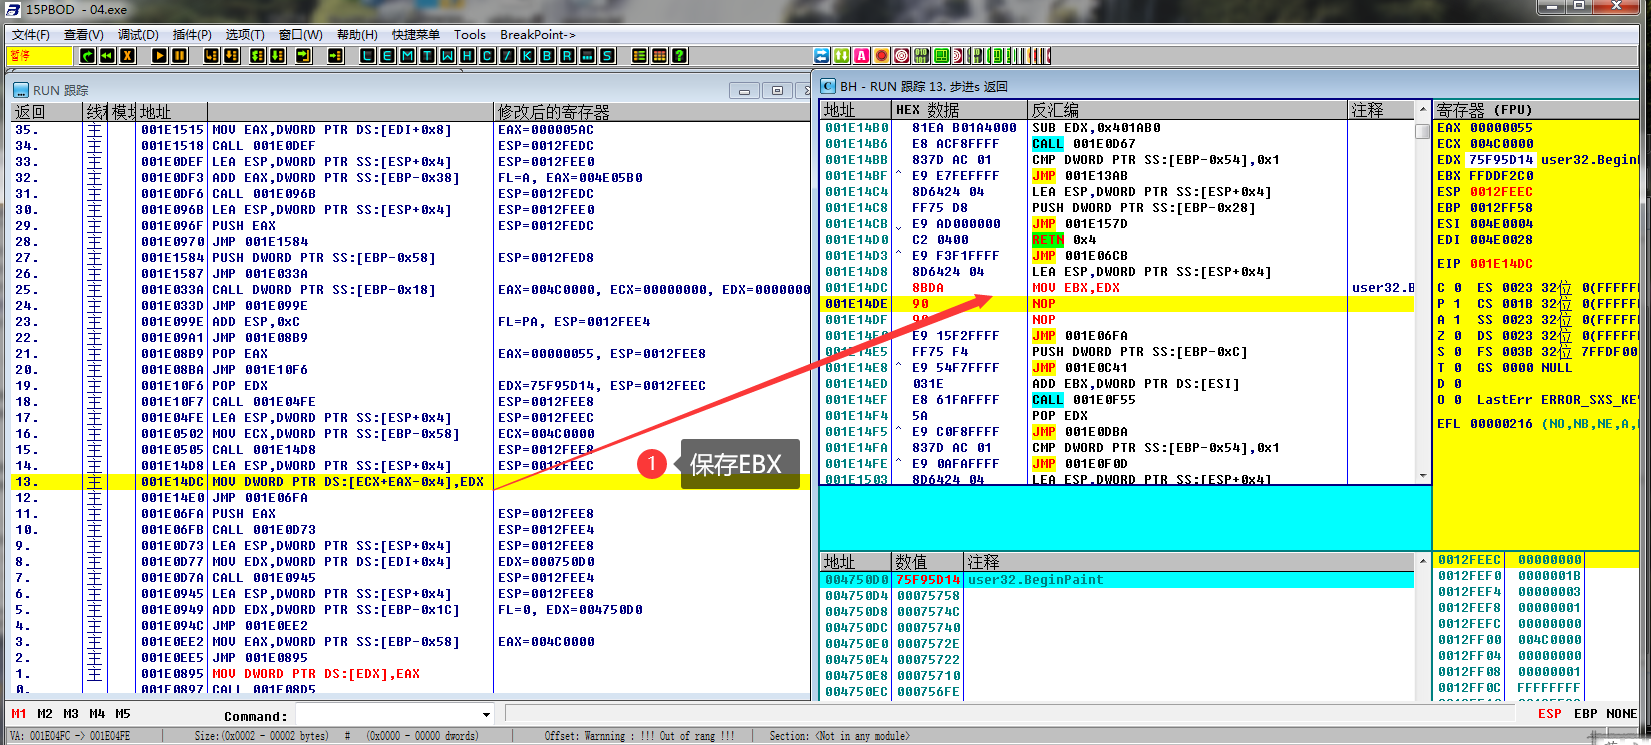 15PBOD - 04.exe
文件(F) 查看(V) 调试(D) 插件(P) 选项(T) 窗口(W) 帮助(H) 快捷菜单 Tools BreakPoint->
暂停 L E M T W H C / K B R ... S ?
RUN 跟踪
返回 线程 模块 地址 修改后的寄存器
35. 主 001E1515 MOV EAX,DWORD PTR DS:[EDI+0x8] EAX=000005AC
34. 主 001E1518 CALL 001E0DEF ESP=0012FEDC
33. 主 001E0DEF LEA ESP,DWORD PTR SS:[ESP+0x4] ESP=0012FEE0
32. 主 001E0DF3 ADD EAX,DWORD PTR SS:[EBP-0x38] FL=A, EAX=004E05B0
31. 主 001E0DF6 CALL 001E096B ESP=0012FEDC
30. 主 001E096B LEA ESP,DWORD PTR SS:[ESP+0x4] ESP=0012FEE0
29. 主 001E096F PUSH EAX ESP=0012FEDC
28. 主 001E0970 JMP 001E1584
27. 主 001E1584 PUSH DWORD PTR SS:[EBP-0x58] ESP=0012FED8
26. 主 001E1587 JMP 001E033A
25. 主 001E033A CALL DWORD PTR SS:[EBP-0x18] EAX=004C0000, ECX=00000000, EDX=0000000
24. 主 001E033D JMP 001E099E
23. 主 001E099E ADD ESP,0xC FL=PA, ESP=0012FEE4
22. 主 001E09A1 JMP 001E08B9
21. 主 001E08B9 POP EAX EAX=00000055, ESP=0012FEE8
20. 主 001E08BA JMP 001E10F6
19. 主 001E10F6 POP EDX EDX=75F95D14, ESP=0012FEEC
18. 主 001E10F7 CALL 001E04FE ESP=0012FEE8
17. 主 001E04FE LEA ESP,DWORD PTR SS:[ESP+0x4] ESP=0012FEEC
16. 主 001E0502 MOV ECX,DWORD PTR SS:[EBP-0x58] ECX=004C0000
15. 主 001E0505 CALL 001E14D8 ESP=0012FEE8
14. 主 001E14D8 LEA ESP,DWORD PTR SS:[ESP+0x4] ESP=0012FEEC
13. 主 001E14DC MOV DWORD PTR DS:[ECX+EAX-0x4],EDX
12. 主 001E14E0 JMP 001E06FA
11. 主 001E06FA PUSH EAX ESP=0012FEE8
10. 主 001E06FB CALL 001E0D73 ESP=0012FEE4
9. 主 001E0D73 LEA ESP,DWORD PTR SS:[ESP+0x4] ESP=0012FEE8
8. 主 001E0D77 MOV EDX,DWORD PTR DS:[EDI+0x4] EDX=000750D0
7. 主 001E0D7A CALL 001E0945 ESP=0012FEE4
6. 主 001E0945 LEA ESP,DWORD PTR SS:[ESP+0x4] ESP=0012FEE8
5. 主 001E0949 ADD EDX,DWORD PTR SS:[EBP-0x1C] FL=0, EDX=004750D0
4. 主 001E094C JMP 001E0EE2
3. 主 001E0EE2 MOV EAX,DWORD PTR SS:[EBP-0x58] EAX=004C0000
2. 主 001E0EE5 JMP 001E0895
1. 主 001E0895 MOV DWORD PTR DS:[EDX],EAX
0. 001E0897 CALL 001E08D5
1 保存EBX
BH - RUN 跟踪 13. 步进s 返回
地址 HEX 数据 反汇编 注释
001E14B0 81EA B01A4000 SUB EDX,0x401AB0
001E14B6 E8 ACF8FFFF CALL 001E0D67
001E14BB 837D AC 01 CMP DWORD PTR SS:[EBP-0x54],0x1
001E14BF ^ E9 E7FEFFFF JMP 001E13AB
001E14C4 8D6424 04 LEA ESP,DWORD PTR SS:[ESP+0x4]
001E14C8 FF75 D8 PUSH DWORD PTR SS:[EBP-0x28]
001E14CB E9 AD000000 JMP 001E157D
001E14D0 C2 0400 RETN 0x4
001E14D3 ^ E9 F3F1FFFF JMP 001E06CB
001E14D8 8D6424 04 LEA ESP,DWORD PTR SS:[ESP+0x4]
001E14DC 8BDA MOV EBX,EDX user32.B
001E14DE 90 NOP
001E14DF 90 NOP
001E14E0 E9 15F2FFFF JMP 001E06FA
001E14E5 FF75 F4 PUSH DWORD PTR SS:[EBP-0xC]
001E14E8 ^ E9 54F7FFFF JMP 001E0C41
001E14ED 031E ADD EBX,DWORD PTR DS:[ESI]
001E14EF E8 61FAFFFF CALL 001E0F55
001E14F4 5A POP EDX
001E14F5 ^ E9 C0F8FFFF JMP 001E0DBA
001E14FA 837D AC 01 CMP DWORD PTR SS:[EBP-0x54],0x1
001E14FE ^ E9 0AFAFFFF JMP 001E0F0D
001E1503 8D6424 04 LEA ESP,DWORD PTR SS:[ESP+0x4]
寄存器 (FPU)
EAX 00000055
ECX 004C0000
EDX 75F95D14 user32.Begin
EBX FFDDF2C0
ESP 0012FEEC
EBP 0012FF58
ESI 004E0004
EDI 004E0028
EIP 001E14DC
C 0 ES 0023 32位 0(FFFFF
P 1 CS 001B 32位 0(FFFFF
A 1 SS 0023 32位 0(FFFFF
Z 0 DS 0023 32位 0(FFFFF
S 0 FS 003B 32位 7FFDF00
T 0 GS 0000 NULL
D 0
O 0 LastErr ERROR_SXS_KE
EFL 00000216 (NO,NB,NE,A,
地址 数值 注释
004750D0 75F95D14 user32.BeginPaint
004750D4 00075758
004750D8 0007574C
004750DC 00075740
004750E0 0007572E
004750E4 00075722
004750E8 00075710
004750EC 000756FE
0012FEEC 00000000
0012FEF0 0000001B
0012FEF4 00000003
0012FEF8 00000001
0012FEFC 00000000
0012FF00 004C0000
0012FF04 00000000
0012FF08 00000001
0012FF0C FFFFFFFF
M1 M2 M3 M4 M5 Command: ESP EBP NONE
VA: 001E04FC -> 001E04FE Size:(0x0002 - 00002 bytes) # (0x0000 - 00000 dwords) Offset: Warnning : !!! Out of rang !!! Section: <Not in any module>